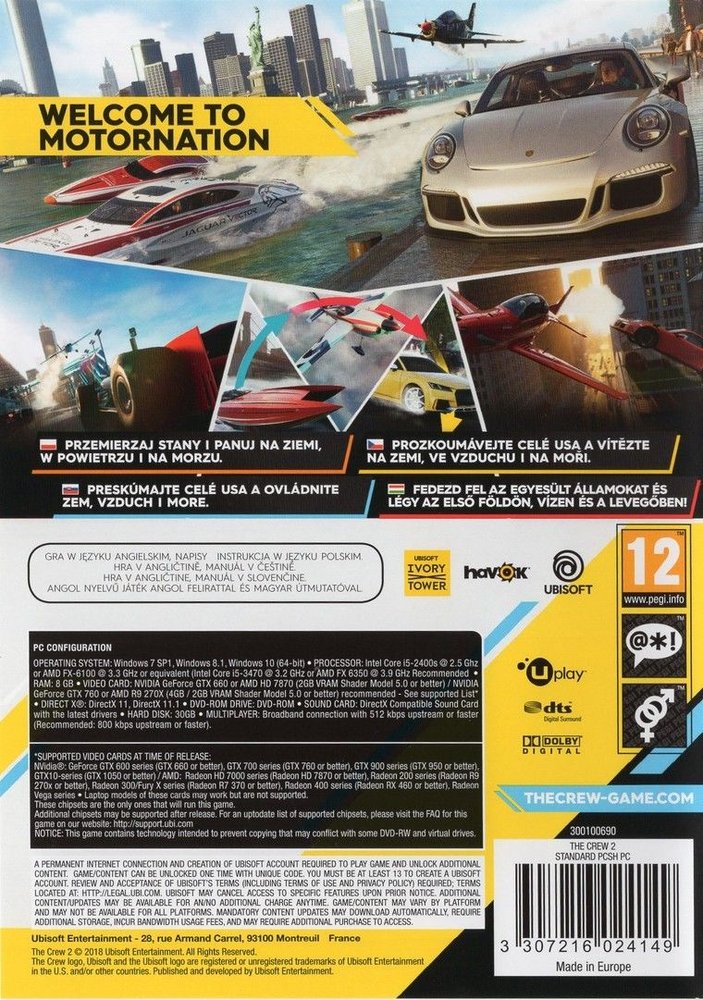 WELCOME TO
MOTORNATION
JAGUAR VECTOR
PRZEMIERZAJ STANY I PANUJ NA ZIEMI,
W POWIETRZU I NA MORZU.
PROZKOUMÁVEJTE CELÉ USA A VÍTĚZTE
NA ZEMI, VE VZDUCHU I NA MOŘI.
PRESKÚMAJTE CELÉ USA A OVLÁDNITE
ZEM, VZDUCH I MORE.
FEDEZD FEL AZ EGYESÜLT ÁLLAMOKAT ÉS
LÉGY AZ ELSŐ FÖLDÖN, VÍZEN ÉS A LEVEGŐBEN!
GRA W JĘZYKU ANGIELSKIM, NAPISY INSTRUKCJA W JĘZYKU POLSKIM.
HRA V ANGLIČTINĚ, MANUÁL V ČEŠTINĚ.
HRA V ANGLIČTINE, MANUÁL V SLOVENČINE.
ANGOL NYELVŰ JÁTÉK ANGOL FELIRATTAL ÉS MAGYAR ÚTMUTATÓVAL.
UBISOFT
IVORY
TOWER
havok
UBISOFT
12
www.pegi.info
@*!
PC CONFIGURATION
OPERATING SYSTEM: Windows 7 SP1, Windows 8.1, Windows 10 (64-bit) • PROCESSOR: Intel Core i5-2400s @ 2.5 Ghz
or AMD FX-6100 @ 3.3 GHz or equivalent (Intel Core i5-3470 @ 3.2 GHz or AMD FX 6350 @ 3.9 GHz Recommended •
RAM: 8 GB • VIDEO CARD: NVIDIA GeForce GTX 660 or AMD HD 7870 (2GB VRAM Shader Model 5.0 or better) / NVIDIA
GeForce GTX 760 or AMD R9 270X (4GB / 2GB VRAM Shader Model 5.0 or better) recommended - See supported List*
• DIRECT X®: DirectX 11, DirectX 11.1 • DVD-ROM DRIVE: DVD-ROM • SOUND CARD: DirectX Compatible Sound Card
with the latest drivers • HARD DISK: 30GB • MULTIPLAYER: Broadband connection with 512 kbps upstream or faster
(Recommended: 800 kbps upstream or faster).
*SUPPORTED VIDEO CARDS AT TIME OF RELEASE:
NVidia®: GeForce GTX 600 series (GTX 660 or better), GTX 700 series (GTX 760 or better), GTX 900 series (GTX 950 or better),
GTX10-series (GTX 1050 or better) / AMD: Radeon HD 7000 series (Radeon HD 7870 or better), Radeon 200 series (Radeon R9
270x or better), Radeon 300/Fury X series (Radeon R7 370 or better), Radeon 400 series (Radeon RX 460 or better), Radeon
Vega series • Laptop models of these cards may work but are not supported.
These chipsets are the only ones that will run this game.
Additional chipsets may be supported after release. For an uptodate list of supported chipsets, please visit the FAQ for this
game on our website: http://support.ubi.com
NOTICE: This game contains technology intended to prevent copying that may conflict with some DVD-RW and virtual drives.
Uplay
dts
Digital Surround
DOLBY
DIGITAL
THECREW-GAME.COM
A PERMANENT INTERNET CONNECTION AND CREATION OF UBISOFT ACCOUNT REQUIRED TO PLAY GAME AND UNLOCK ADDITIONAL
CONTENT. GAME/CONTENT CAN BE UNLOCKED ONE TIME WITH UNIQUE CODE. YOU MUST BE AT LEAST 13 TO CREATE A UBISOFT
ACCOUNT. REVIEW AND ACCEPTANCE OF UBISOFT'S TERMS (INCLUDING TERMS OF USE AND PRIVACY POLICY) REQUIRED; TERMS
LOCATED AT: HTTP://LEGAL.UBI.COM. UBISOFT MAY CANCEL ACCESS TO SPECIFIC FEATURES UPON PRIOR NOTICE. ADDITIONAL
CONTENT/UPDATES MAY BE AVAILABLE FOR AN/NO ADDITIONAL CHARGE ANYTIME. GAME/CONTENT MAY VARY BY PLATFORM
AND MAY NOT BE AVAILABLE FOR ALL PLATFORMS. MANDATORY CONTENT UPDATES MAY DOWNLOAD AUTOMATICALLY, REQUIRE
ADDITIONAL STORAGE, INCUR BANDWIDTH USAGE FEES, AND MAY REQUIRE ADDITIONAL PURCHASE TO ACCESS.
Ubisoft Entertainment - 28, rue Armand Carrel, 93100 Montreuil France
The Crew 2 © 2018 Ubisoft Entertainment. All Rights Reserved.
The Crew logo, Ubisoft and the Ubisoft logo are registered or unregistered trademarks of Ubisoft Entertainment
in the U.S. and/or other countries. Published and developed by Ubisoft Entertainment.
300100690
THE CREW 2
STANDARD PCSH PC
3 307216 024149
Made in Europe